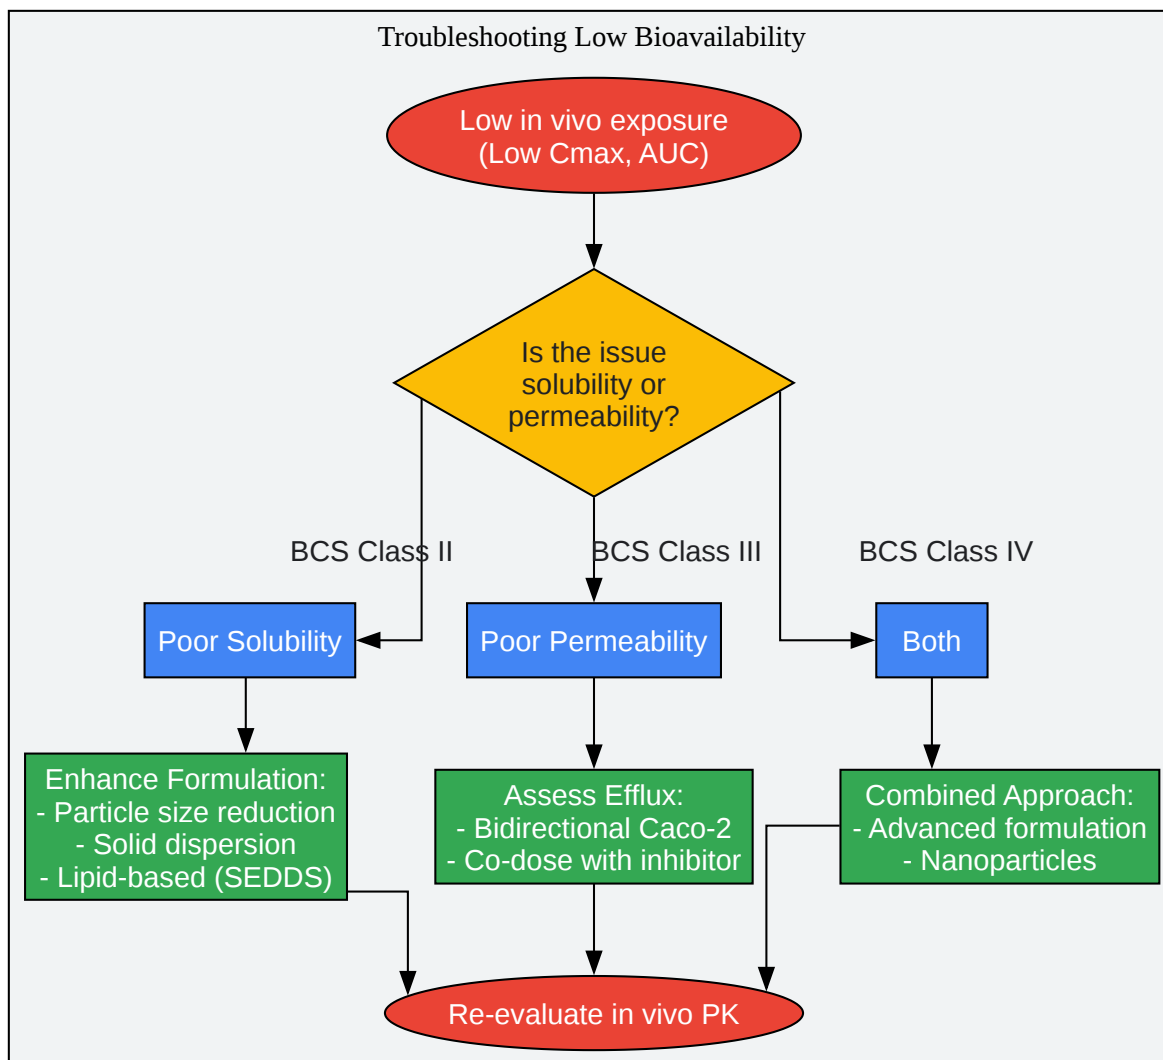 Troubleshooting Low Bioavailability
Low in vivo exposure
(Low Cmax, AUC)
Is the issue
solubility or
permeability?
BCS Class II
BCS Class III
BCS Class IV
Poor Solubility
Poor Permeability
Both
Enhance Formulation:
- Particle size reduction
- Solid dispersion
- Lipid-based (SEDDS)
Assess Efflux:
- Bidirectional Caco-2
- Co-dose with inhibitor
Combined Approach:
- Advanced formulation
- Nanoparticles
Re-evaluate in vivo PK